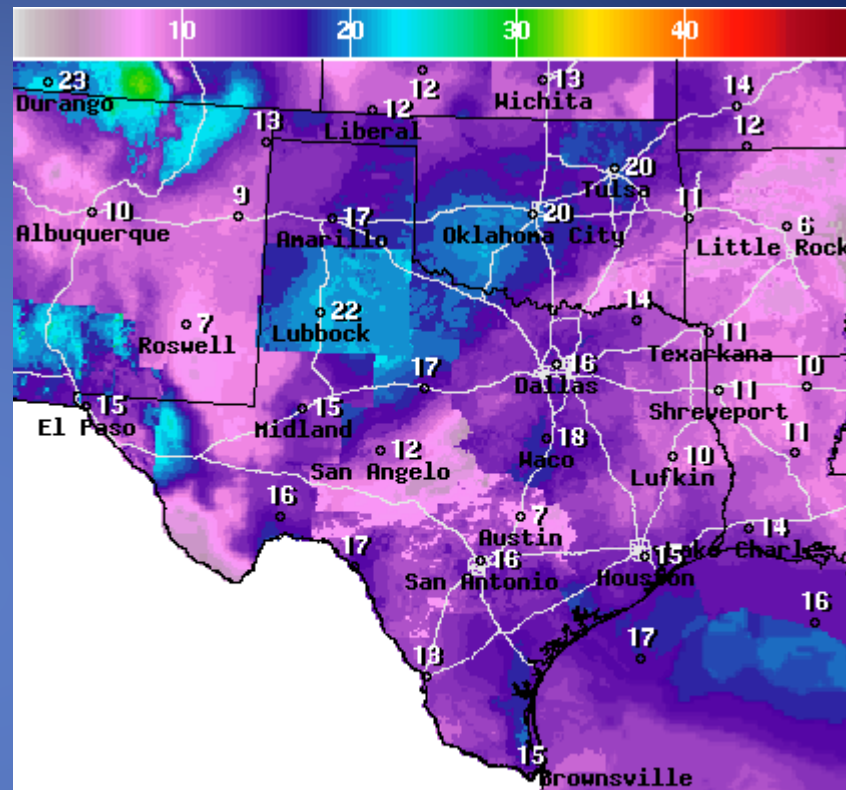 10 20 30 40
23
Durango
12
13
Wichita
14
12
Liberal
13
12
20
Tulsa
10
Albuquerque
9
17
Amarillo
20
Oklahoma City
11
6
Little Rock
7
Roswell
22
Lubbock
14
11
Texarkana
16
Dallas
17
11
Shreveport
10
15
El Paso
15
Midland
18
Waco
12
San Angelo
10
Lufkin
11
16
7
Austin
14
Lake Charles
17
16
San Antonio
15
Houston
16
17
13
15
Brownsville